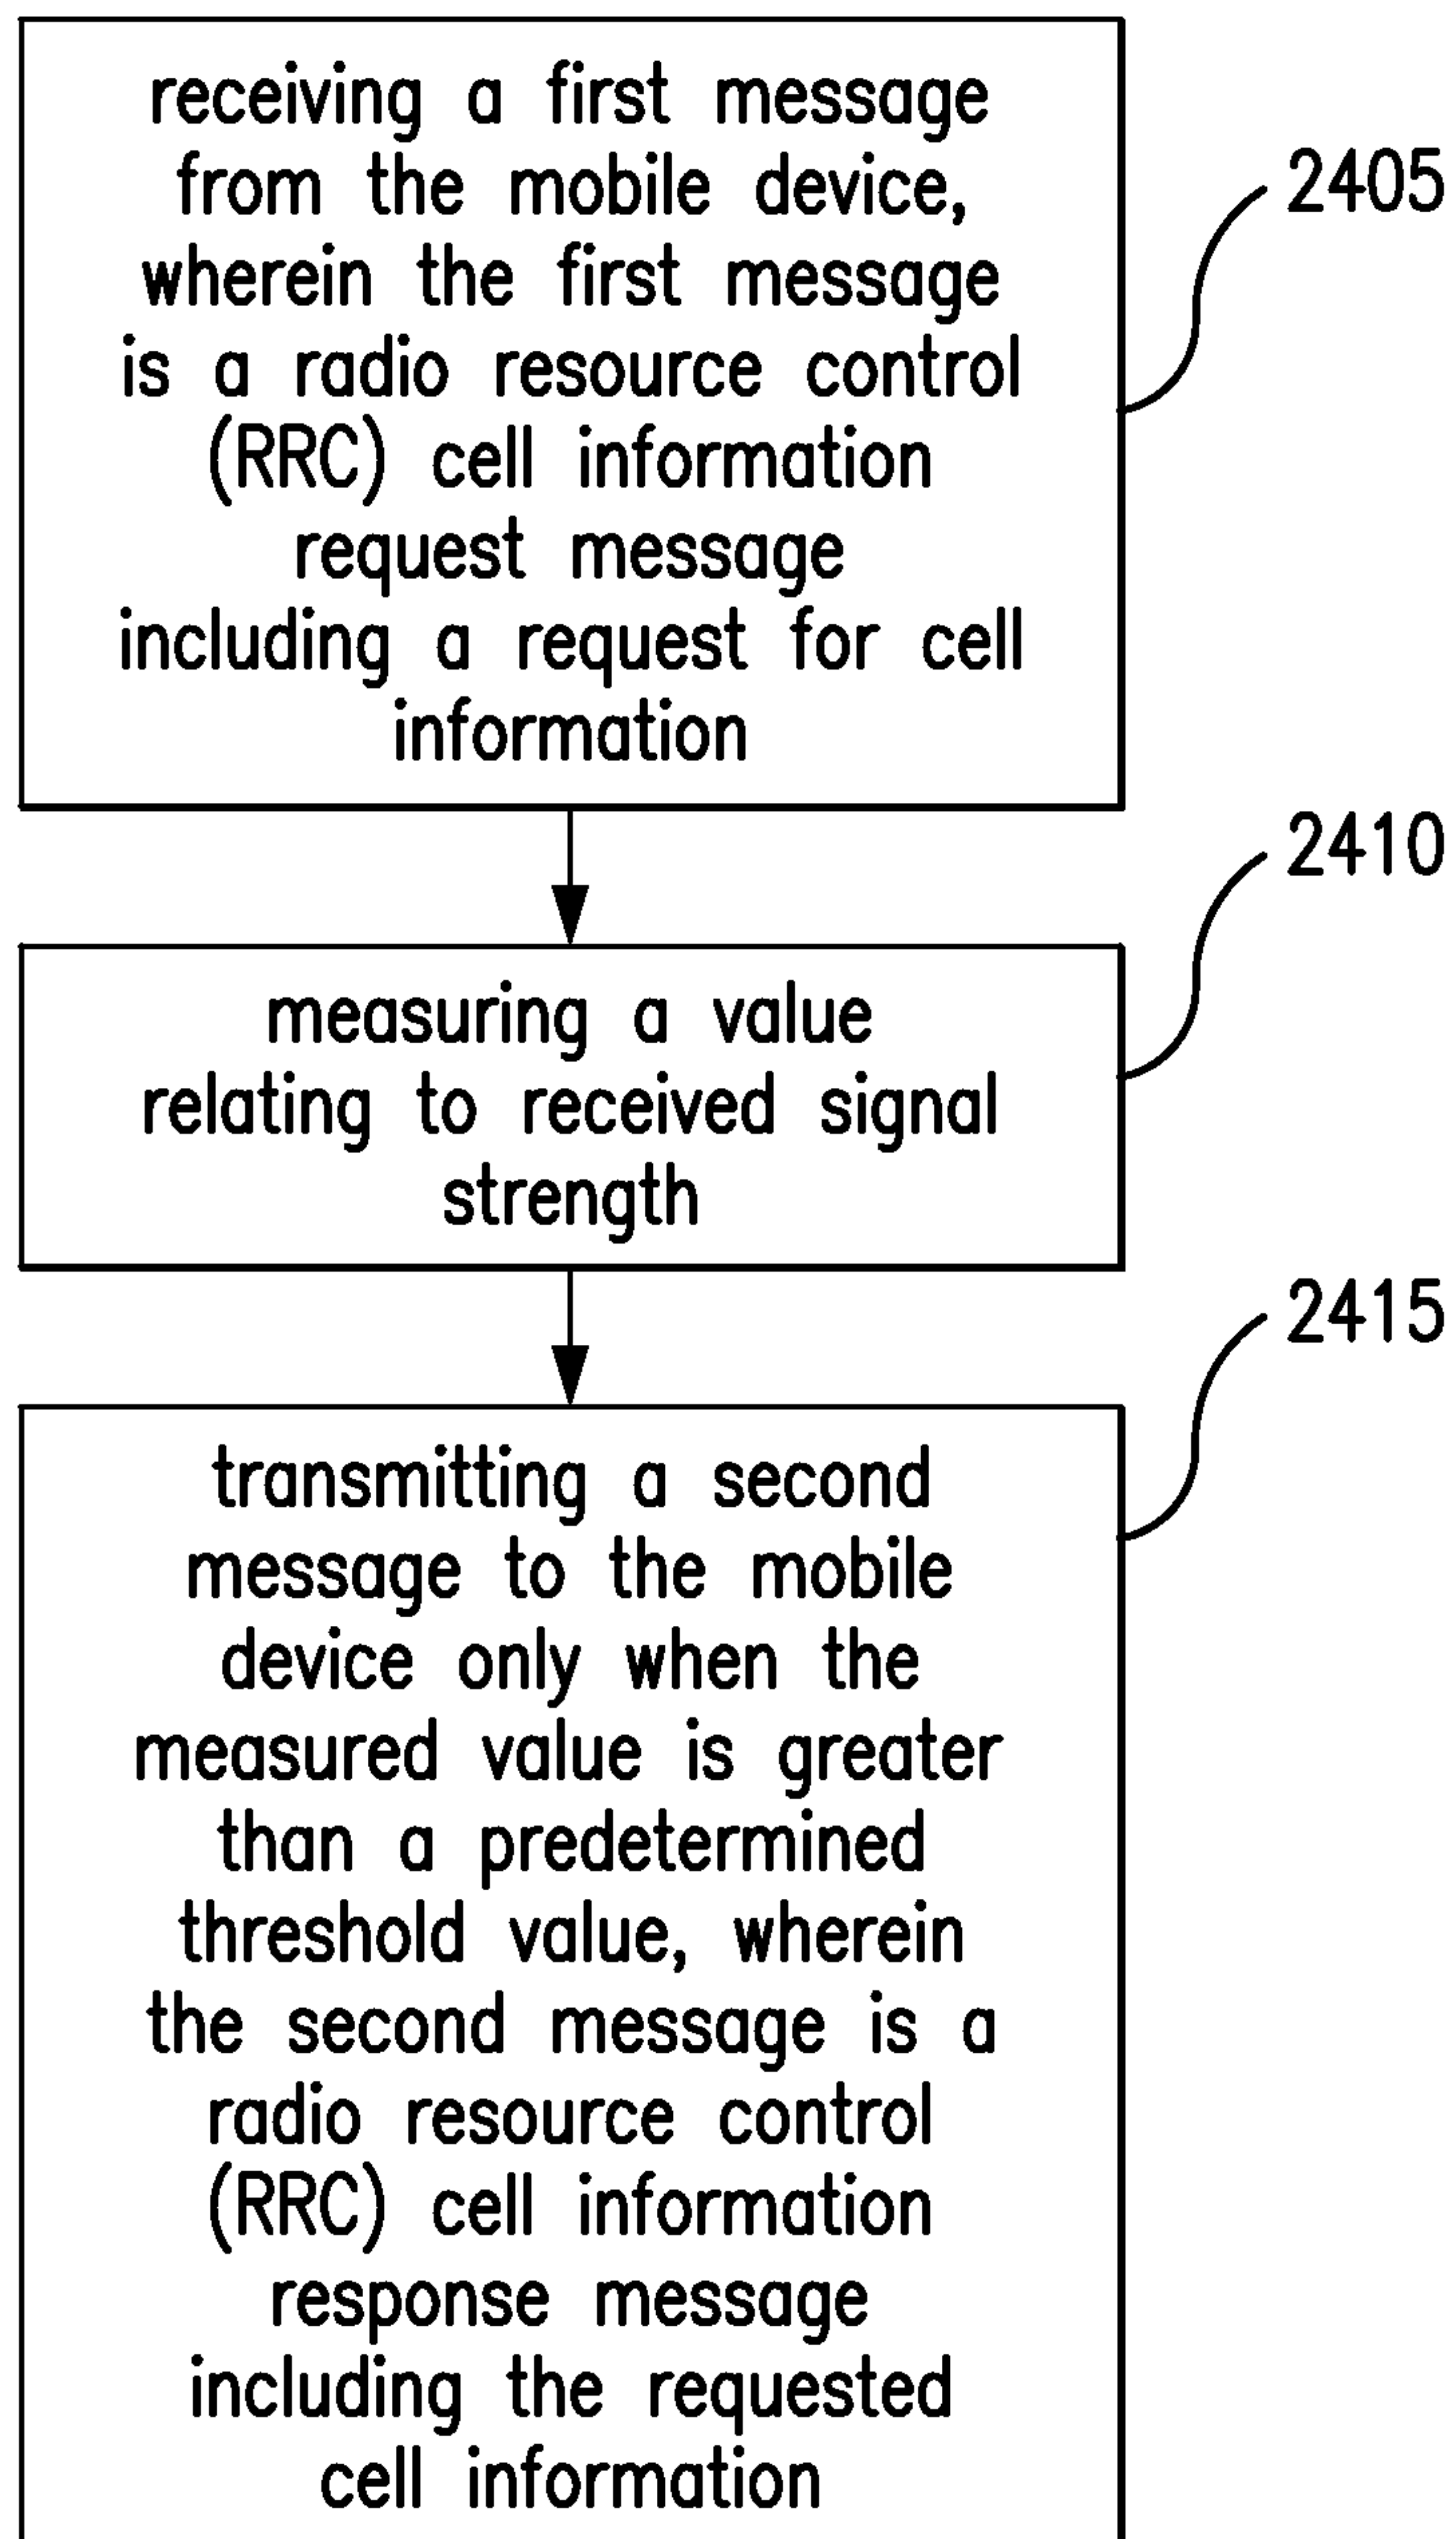 receiving a first message
from the mobile device,
wherein the first message
is a radio resource control
(RRC) cell information
request message
including a request for cell
information
2405
measuring a value
relating to received signal
strength
2410
transmitting a second
message to the mobile
device only when the
measured value is greater
than a predetermined
threshold value, wherein
the second message is a
radio resource control
(RRC) cell information
response message
including the requested
cell information
2415